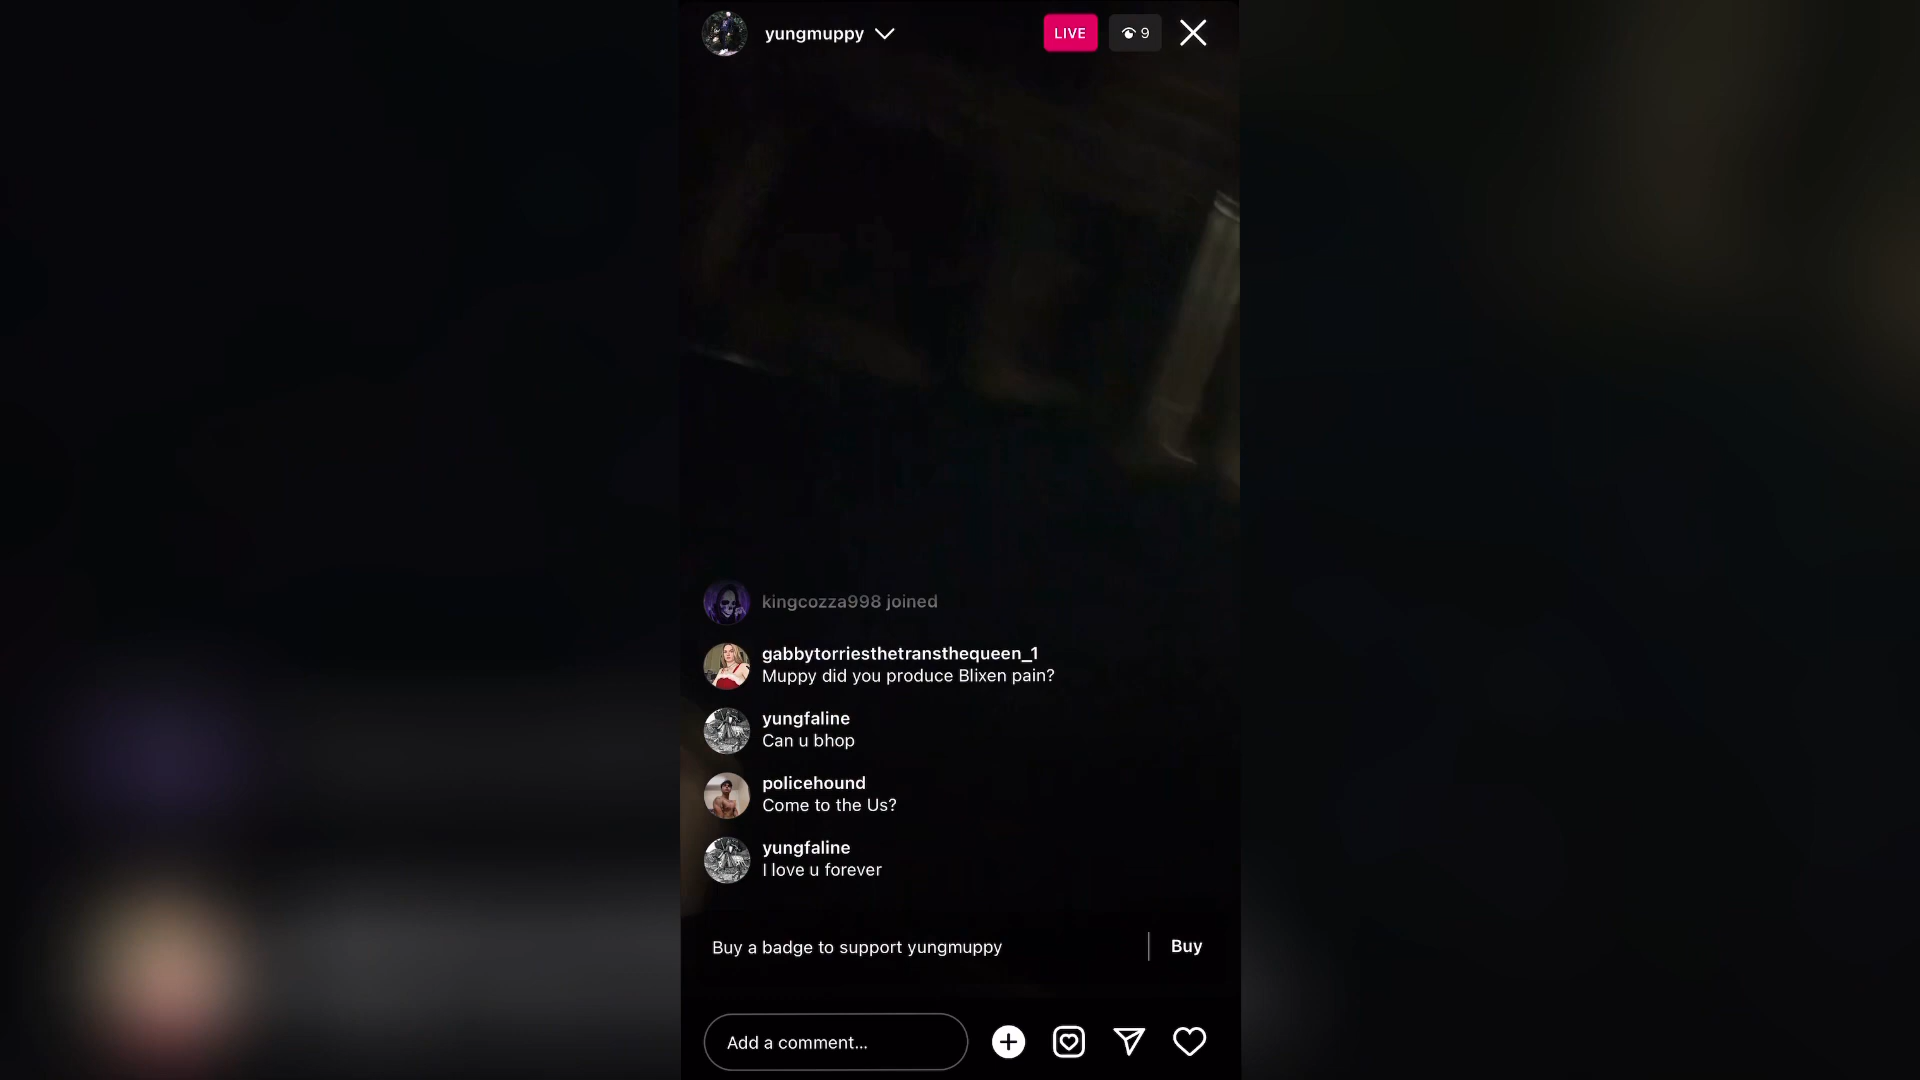 yungmuppy
LIVE
9
kingcozza998 joined
gabbytorriesthetransthequeen_1
Muppy did you produce Blixen pain?
yungfaline
Can u bhop
policehound
Come to the Us?
yungfaline
I love u forever
Buy a badge to support yungmuppy
Buy
Add a comment...